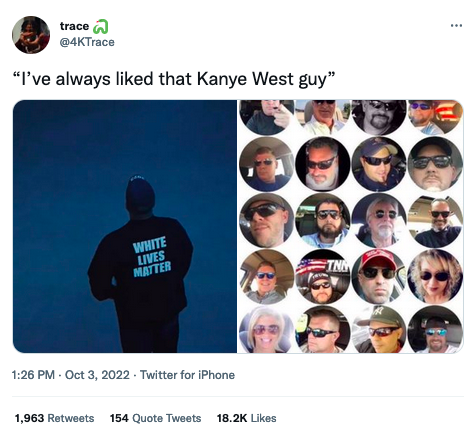 trace
@4KTrace
“I’ve always liked that Kanye West guy”
WHITE
LIVES
MATTER
1:26 PM · Oct 3, 2022 · Twitter for iPhone
1,963 Retweets 154 Quote Tweets 18.2K Likes